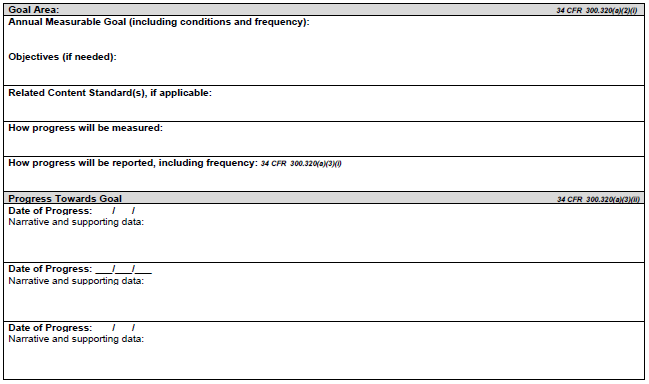 Goal Area: 34 CFR 300.320(a)(2)(i)
Annual Measurable Goal (including conditions and frequency):
Objectives (if needed):
Related Content Standard(s), if applicable:
How progress will be measured:
How progress will be reported, including frequency: 34 CFR 300.320(a)(3)(i)
Progress Towards Goal 34 CFR 300.320(a)(3)(ii)
Date of Progress: / /
Narrative and supporting data:
Date of Progress: ___/___/___
Narrative and supporting data:
Date of Progress: / /
Narrative and supporting data: